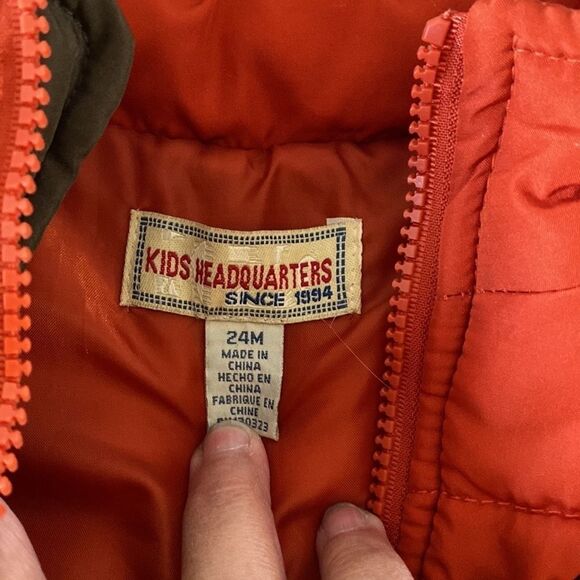 KIDS HEADQUARTERS
SINCE 1994
24M
MADE IN
CHINA
HECHO EN
CHINA
FABRIQUE EN
CHINE